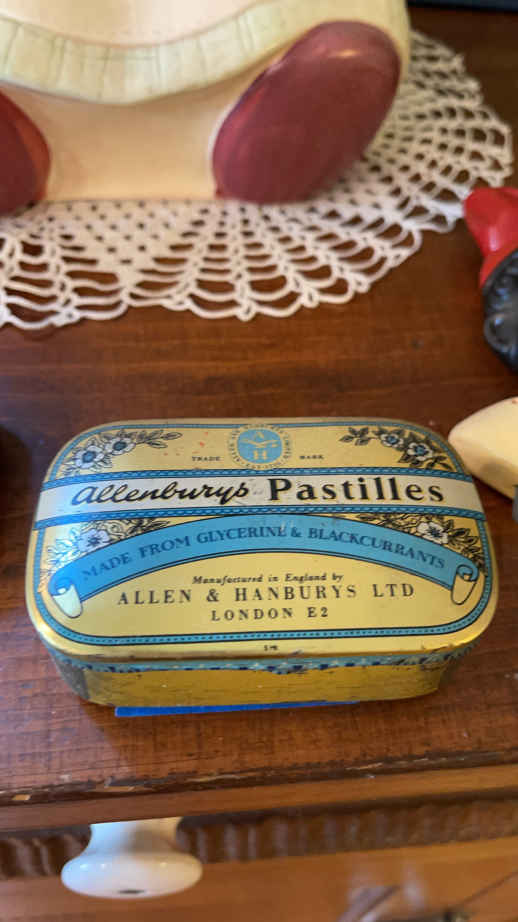 TRADE MARK
A
H
allenburys Pastilles
MADE FROM GLYCERINE & BLACKCURRANTS
Manufactured in England by
ALLEN & HANBURYS LTD
LONDON E2